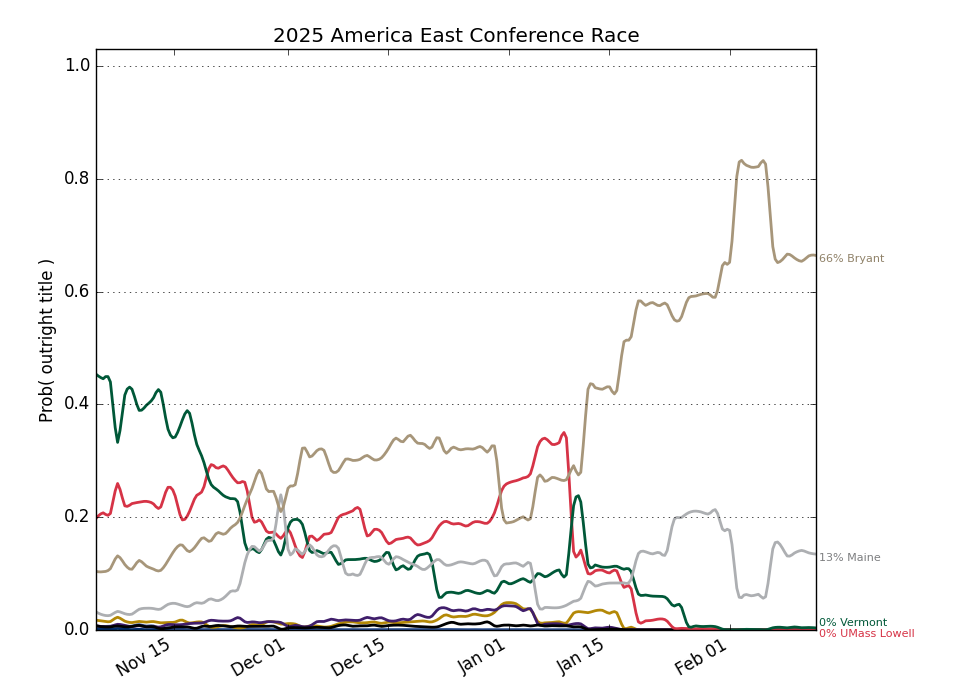 2025 America East Conference Race
Prob( outright title )
1.0
0.8
0.6
0.4
0.2
0.0
66% Bryant
13% Maine
0% Vermont
0% UMass Lowell
Nov 15
Dec 01
Dec 15
Jan 01
Jan 15
Feb 01